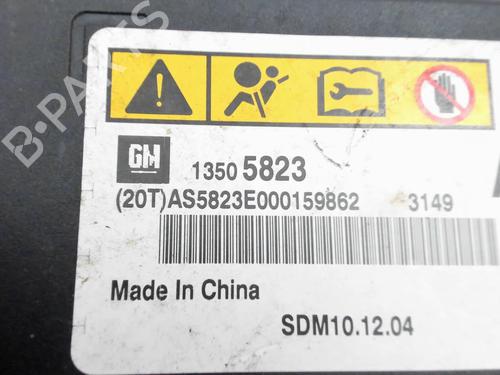 B-PARTS
GM 1350 5823
(20T)AS5823E000159862 3149
Made In China
SDM10.12.04